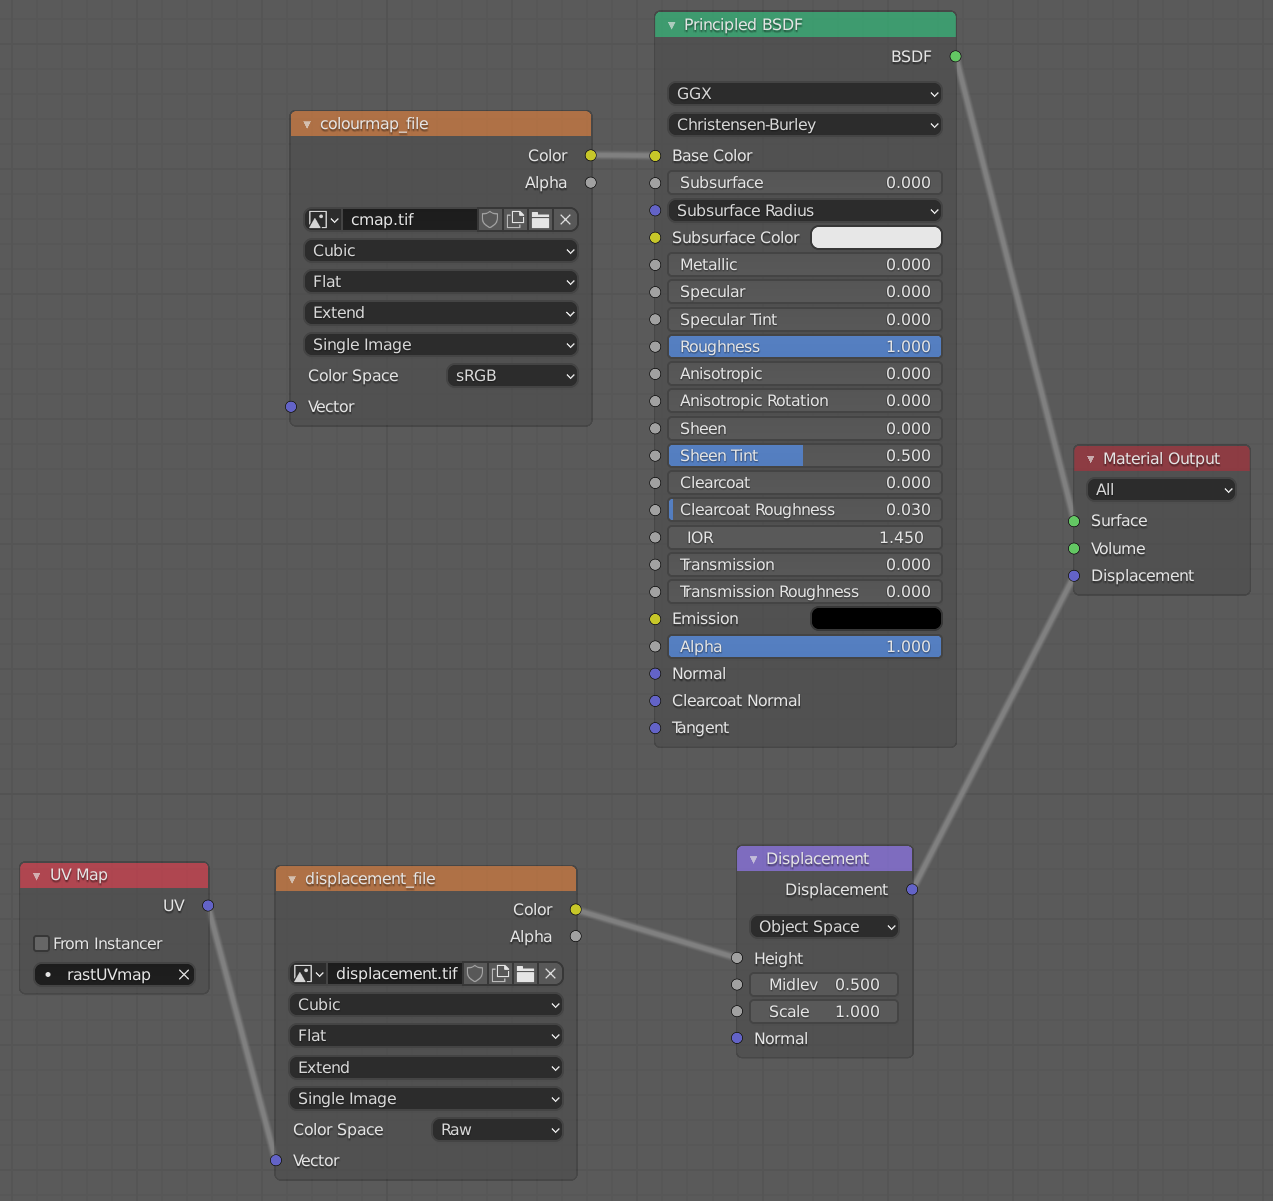 Principled BSDF
BSDF
GGX
Christensen-Burley
Base Color
Subsurface 0.000
Subsurface Radius
Subsurface Color
Metallic 0.000
Specular 0.000
Specular Tint 0.000
Roughness 1.000
Anisotropic 0.000
Anisotropic Rotation 0.000
Sheen 0.000
Sheen Tint 0.500
Clearcoat 0.000
Clearcoat Roughness 0.030
IOR 1.450
Transmission 0.000
Transmission Roughness 0.000
Emission
Alpha 1.000
Normal
Clearcoat Normal
Tangent
colourmap_file
Color
Alpha
cmap.tif
Cubic
Flat
Extend
Single Image
Color Space sRGB
Vector
Material Output
All
Surface
Volume
Displacement
UV Map
UV
From Instancer
rastUVmap
displacement_file
Color
Alpha
displacement.tif
Cubic
Flat
Extend
Single Image
Color Space Raw
Vector
Displacement
Displacement
Object Space
Height
Midlev 0.500
Scale 1.000
Normal